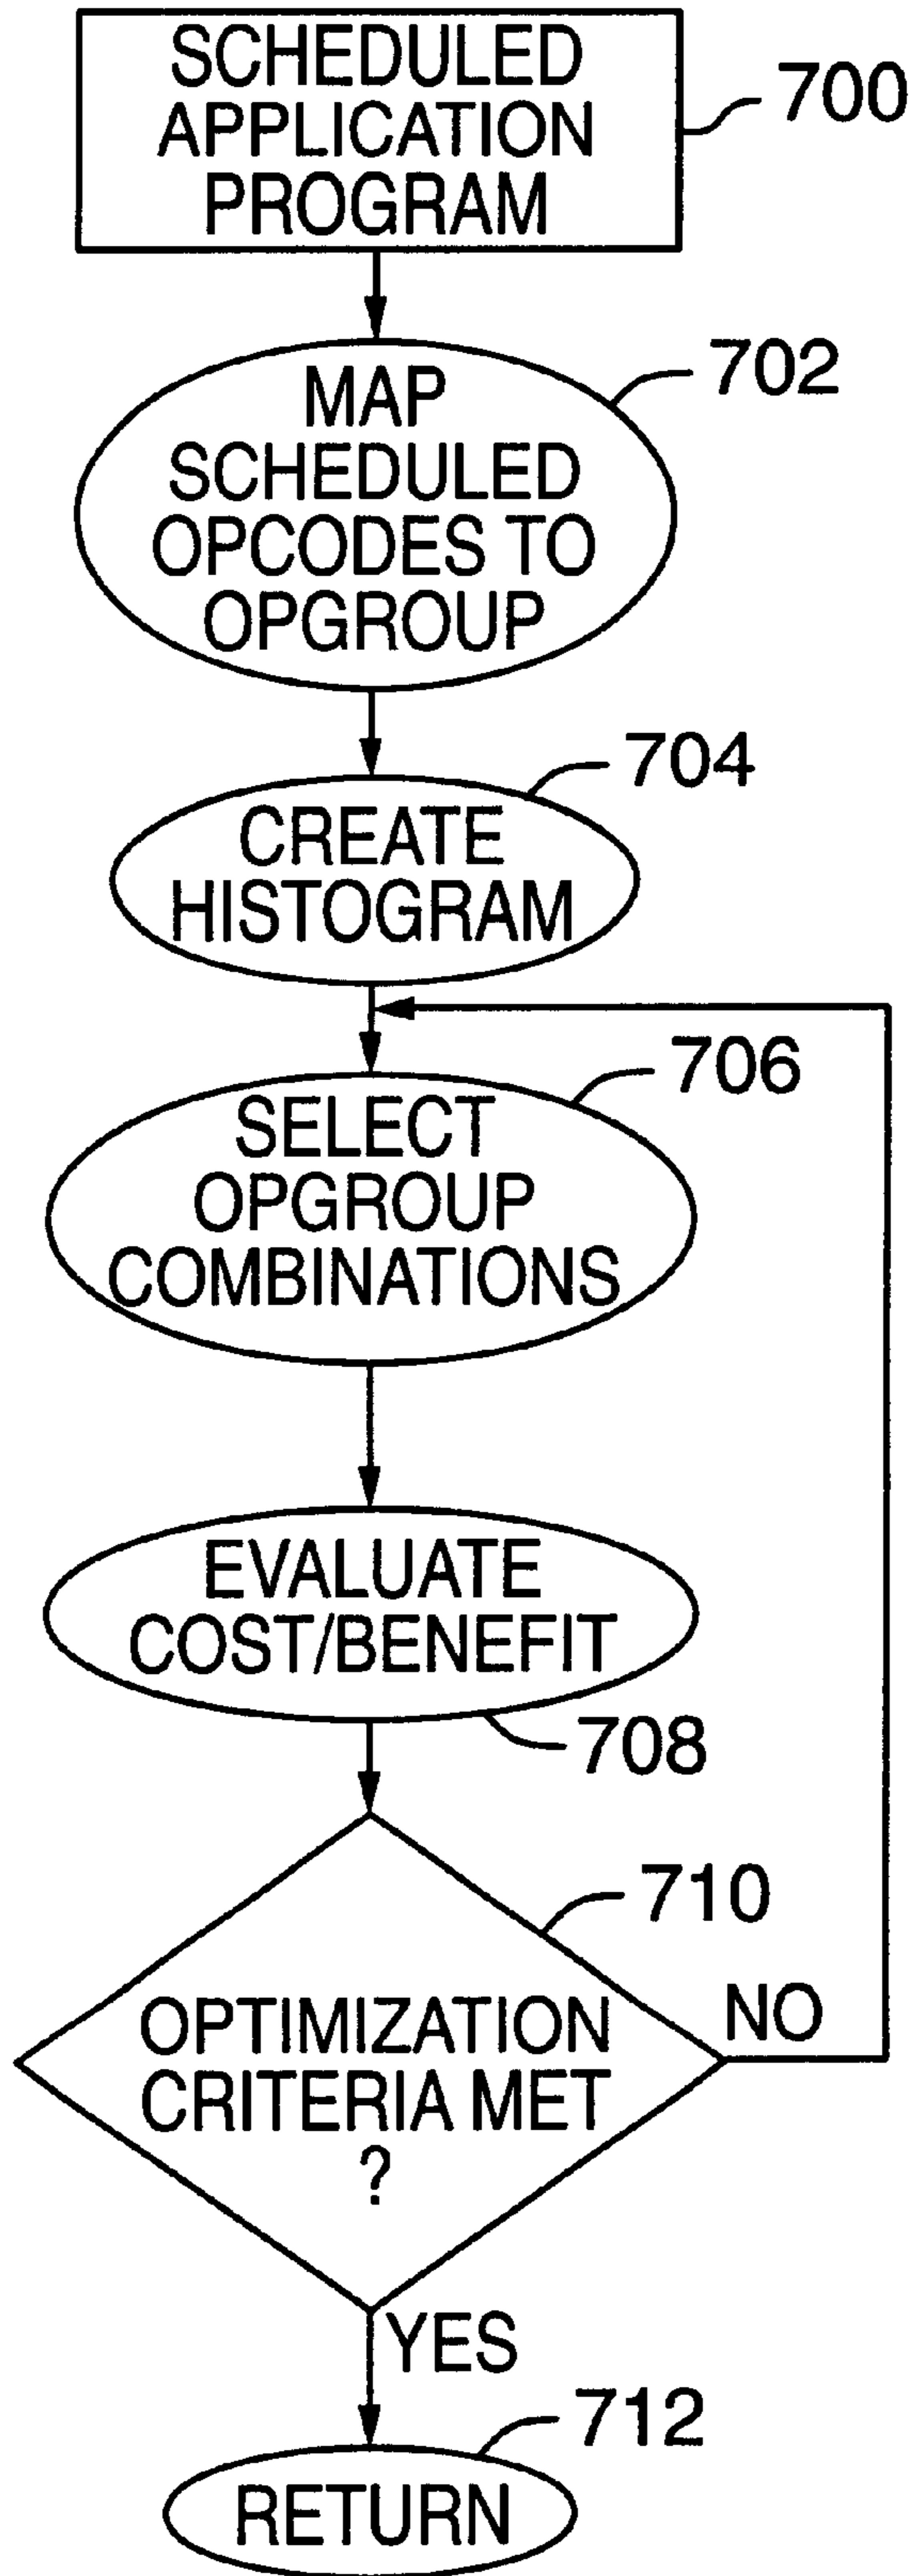 SCHEDULED
APPLICATION
PROGRAM
700
MAP
SCHEDULED
OPCODES TO
OPGROUP
702
CREATE
HISTOGRAM
704
SELECT
OPGROUP
COMBINATIONS
706
EVALUATE
COST/BENEFIT
708
OPTIMIZATION
CRITERIA MET
?
710
NO
YES
RETURN
712